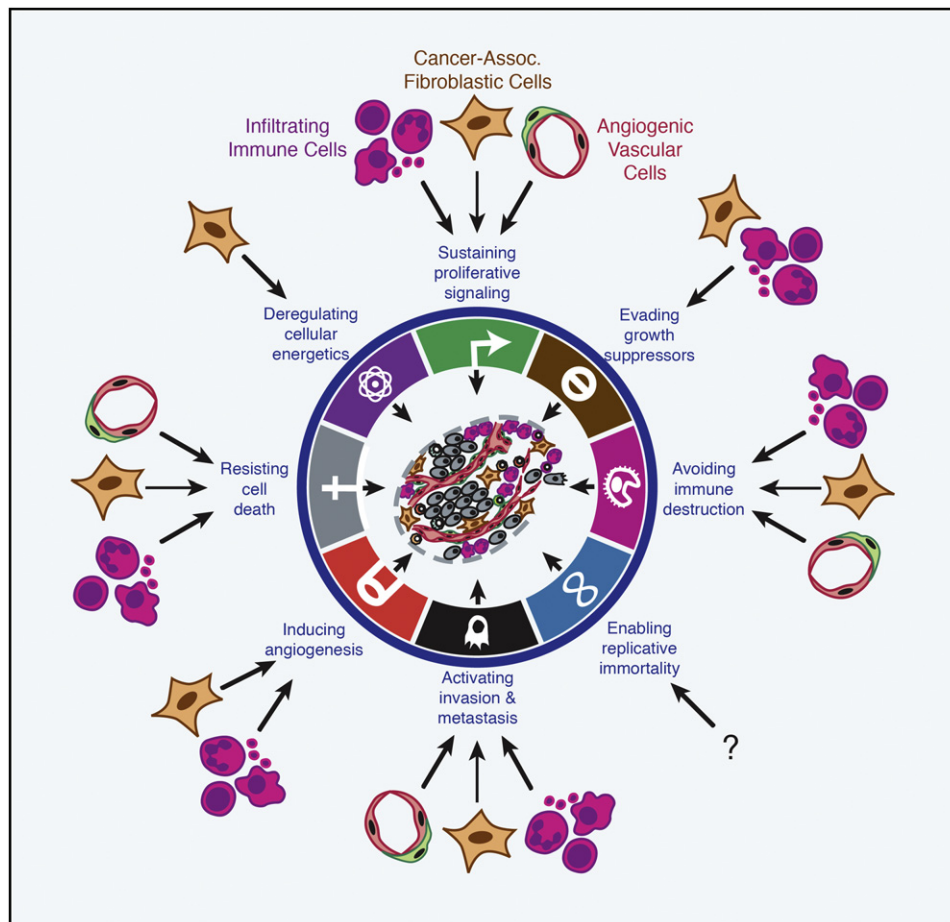 Cancer-Assoc.
Fibroblastic Cells
Infiltrating
Immune Cells
Angiogenic
Vascular
Cells
Sustaining
proliferative
signaling
Deregulating
cellular
energetics
Evading
growth
suppressors
Resisting
cell
death
Avoiding
immune
destruction
Inducing
angiogenesis
Enabling
replicative
immortality
Activating
invasion &
metastasis
?